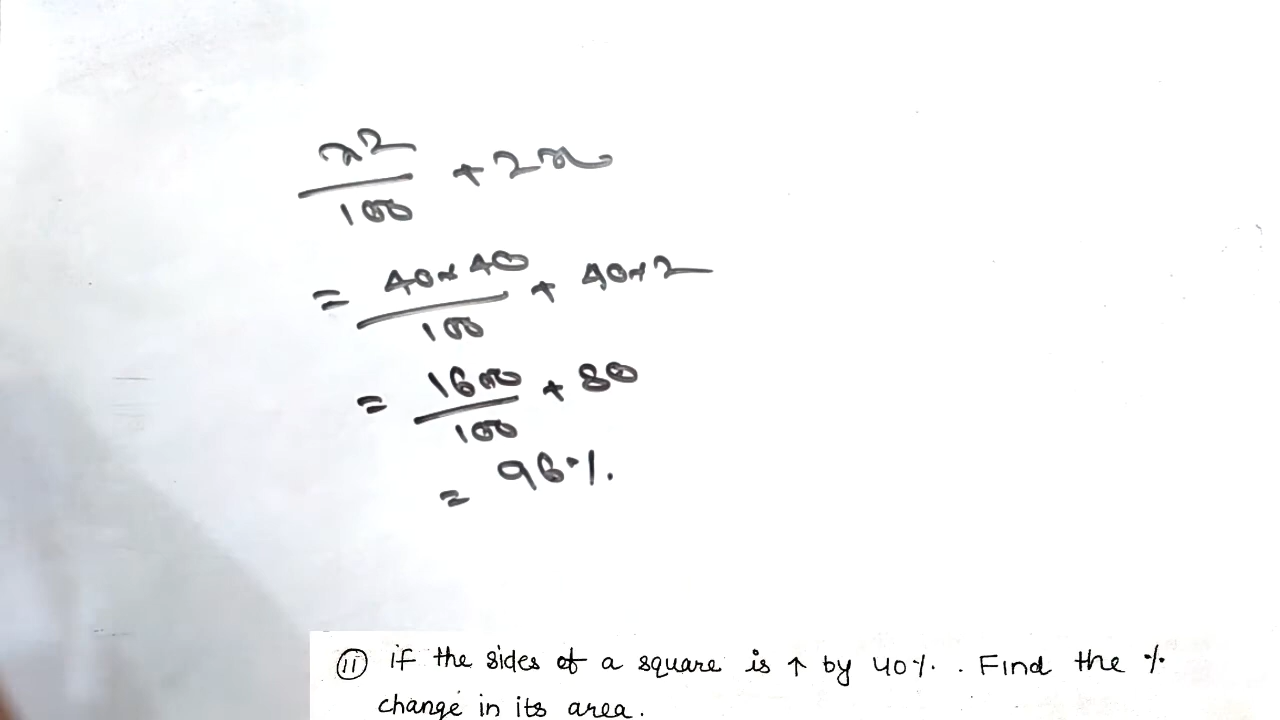 x²/100 + 2x
= 40×40/100 + 40×2
= 1600/100 + 80
= 96%.
(11) if the sides of a square is ↑ by 40%. . Find the %
change in its area.